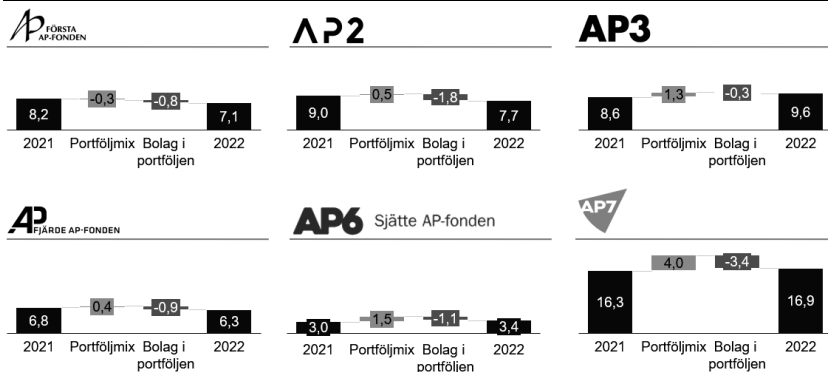 AP FÖRSTA
AP-FONDEN
8,2
-0,3
-0,8
7,1
2021 Portföljmix Bolag i 2022
portföljen
AP2
9,0
0,5
-1,8
7,7
2021 Portföljmix Bolag i 2022
portföljen
AP3
8,6
1,3
-0,3
9,6
2021 Portföljmix Bolag i 2022
portföljen
AP FJÄRDE AP-FONDEN
6,8
0,4
-0,9
6,3
2021 Portföljmix Bolag i 2022
portföljen
AP6 Sjätte AP-fonden
3,0
1,5
-1,1
3,4
2021 Portföljmix Bolag i 2022
portföljen
AP7
16,3
4,0
-3,4
16,9
2021 Portföljmix Bolag i 2022
portföljen